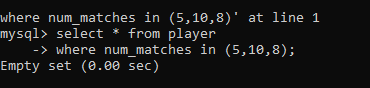 where num_matches in (5,10,8)' at line 1
mysql> select * from player
    -> where num_matches in (5,10,8);
Empty set (0.00 sec)